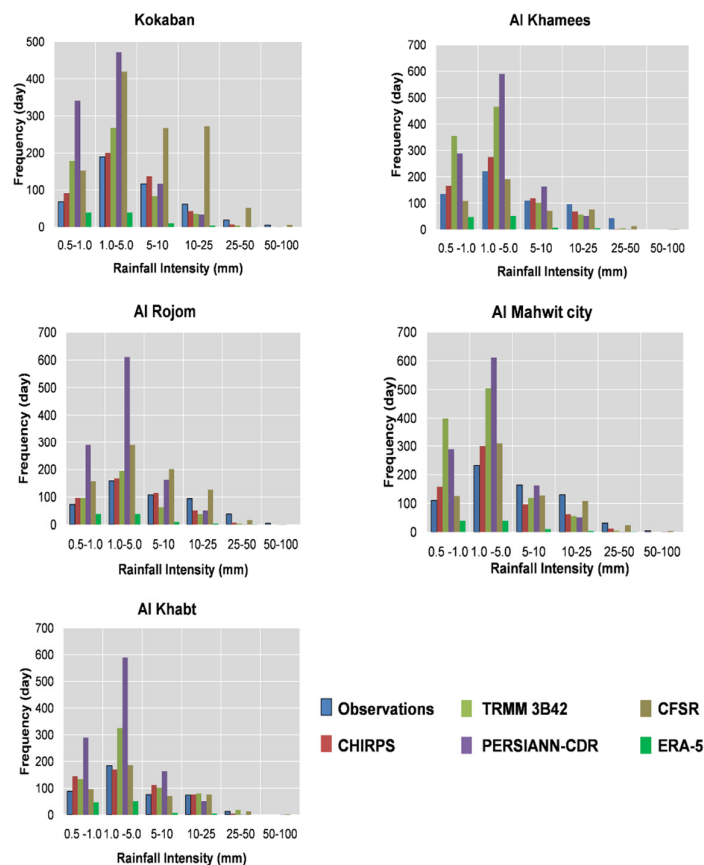 Kokaban
500
400
300
200
100
0
Frequency (day)
0.5-1.0 1.0-5.0 5-10 10-25 25-50 50-100
Rainfall Intensity (mm)
Al Khamees
700
600
500
400
300
200
100
0
Frequency (day)
0.5 -1.0 1.0 -5.0 5-10 10-25 25-50 50-100
Rainfall Intensity (mm)
Al Rojom
700
600
500
400
300
200
100
0
Frequency (day)
0.5-1.0 1.0-5.0 5-10 10-25 25-50 50-100
Rainfall Intensity (mm)
Al Mahwit city
700
600
500
400
300
200
100
0
Frequency (day)
0.5 -1.0 1.0 -5.0 5-10 10-25 25-50 50-100
Rainfall Intensity (mm)
Al Khabt
700
600
500
400
300
200
100
0
Frequency (day)
0.5 -1.0 1.0 -5.0 5-10 10-25 25-50 50-100
Rainfall Intensity (mm)
Observations TRMM 3B42 CFSR
CHIRPS PERSIANN-CDR ERA-5